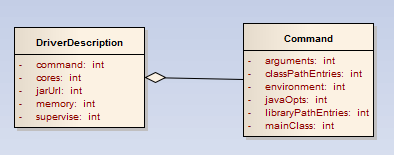 DriverDescription
- command: int
- cores: int
- jarUrl: int
- memory: int
- supervise: int
Command
- arguments: int
- classPathEntries: int
- environment: int
- javaOpts: int
- libraryPathEntries: int
- mainClass: int